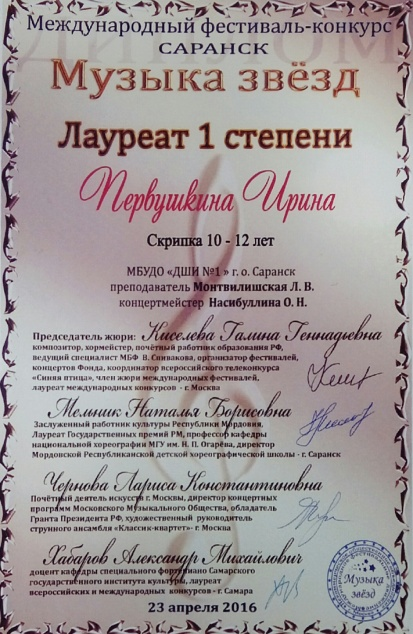 ДИПЛОМ
Международный фестиваль-конкурс
САРАНСК
Музыка звёзд
Лауреат 1 степени
Первушкина Ирина
Скрипка 10 - 12 лет
МБУДО «ДШИ №1» г. о. Саранск
преподаватель Монтвилишская Л. В.
концертмейстер Насибуллина О. Н.
Председатель жюри: Киселева Галина Геннадьевна
композитор, хормейстер, почётный работник образования РФ,
ведущий специалист МБФ В. Спивакова, организатор фестивалей,
концертов Фонда, координатор всероссийского телеконкурса
«Синяя птица», член жюри международных фестивалей,
лауреат международных конкурсов - г. Москва
Мельник Наталья Борисовна
Заслуженный работник культуры Республики Мордовия,
Лауреат Государственных премий РМ, профессор кафедры
национальной хореографии МГУ им. Н. П. Огарёва, директор
Мордовской Республиканской детской хореографической школы - г. Саранск
Чернова Лариса Константиновна
Почётный деятель искусств г. Москвы, директор концертных
программ Московского Музыкального Общества, обладатель
Гранта Президента РФ, художественный руководитель
струнного ансамбля «Классик-квартет» - г. Москва
Хабаров Александр Михайлович
доцент кафедры специального фортепиано Самарского
государственного института культуры, лауреат
всероссийских и международных конкурсов - г. Самара
Музыка
звёзд
23 апреля 2016